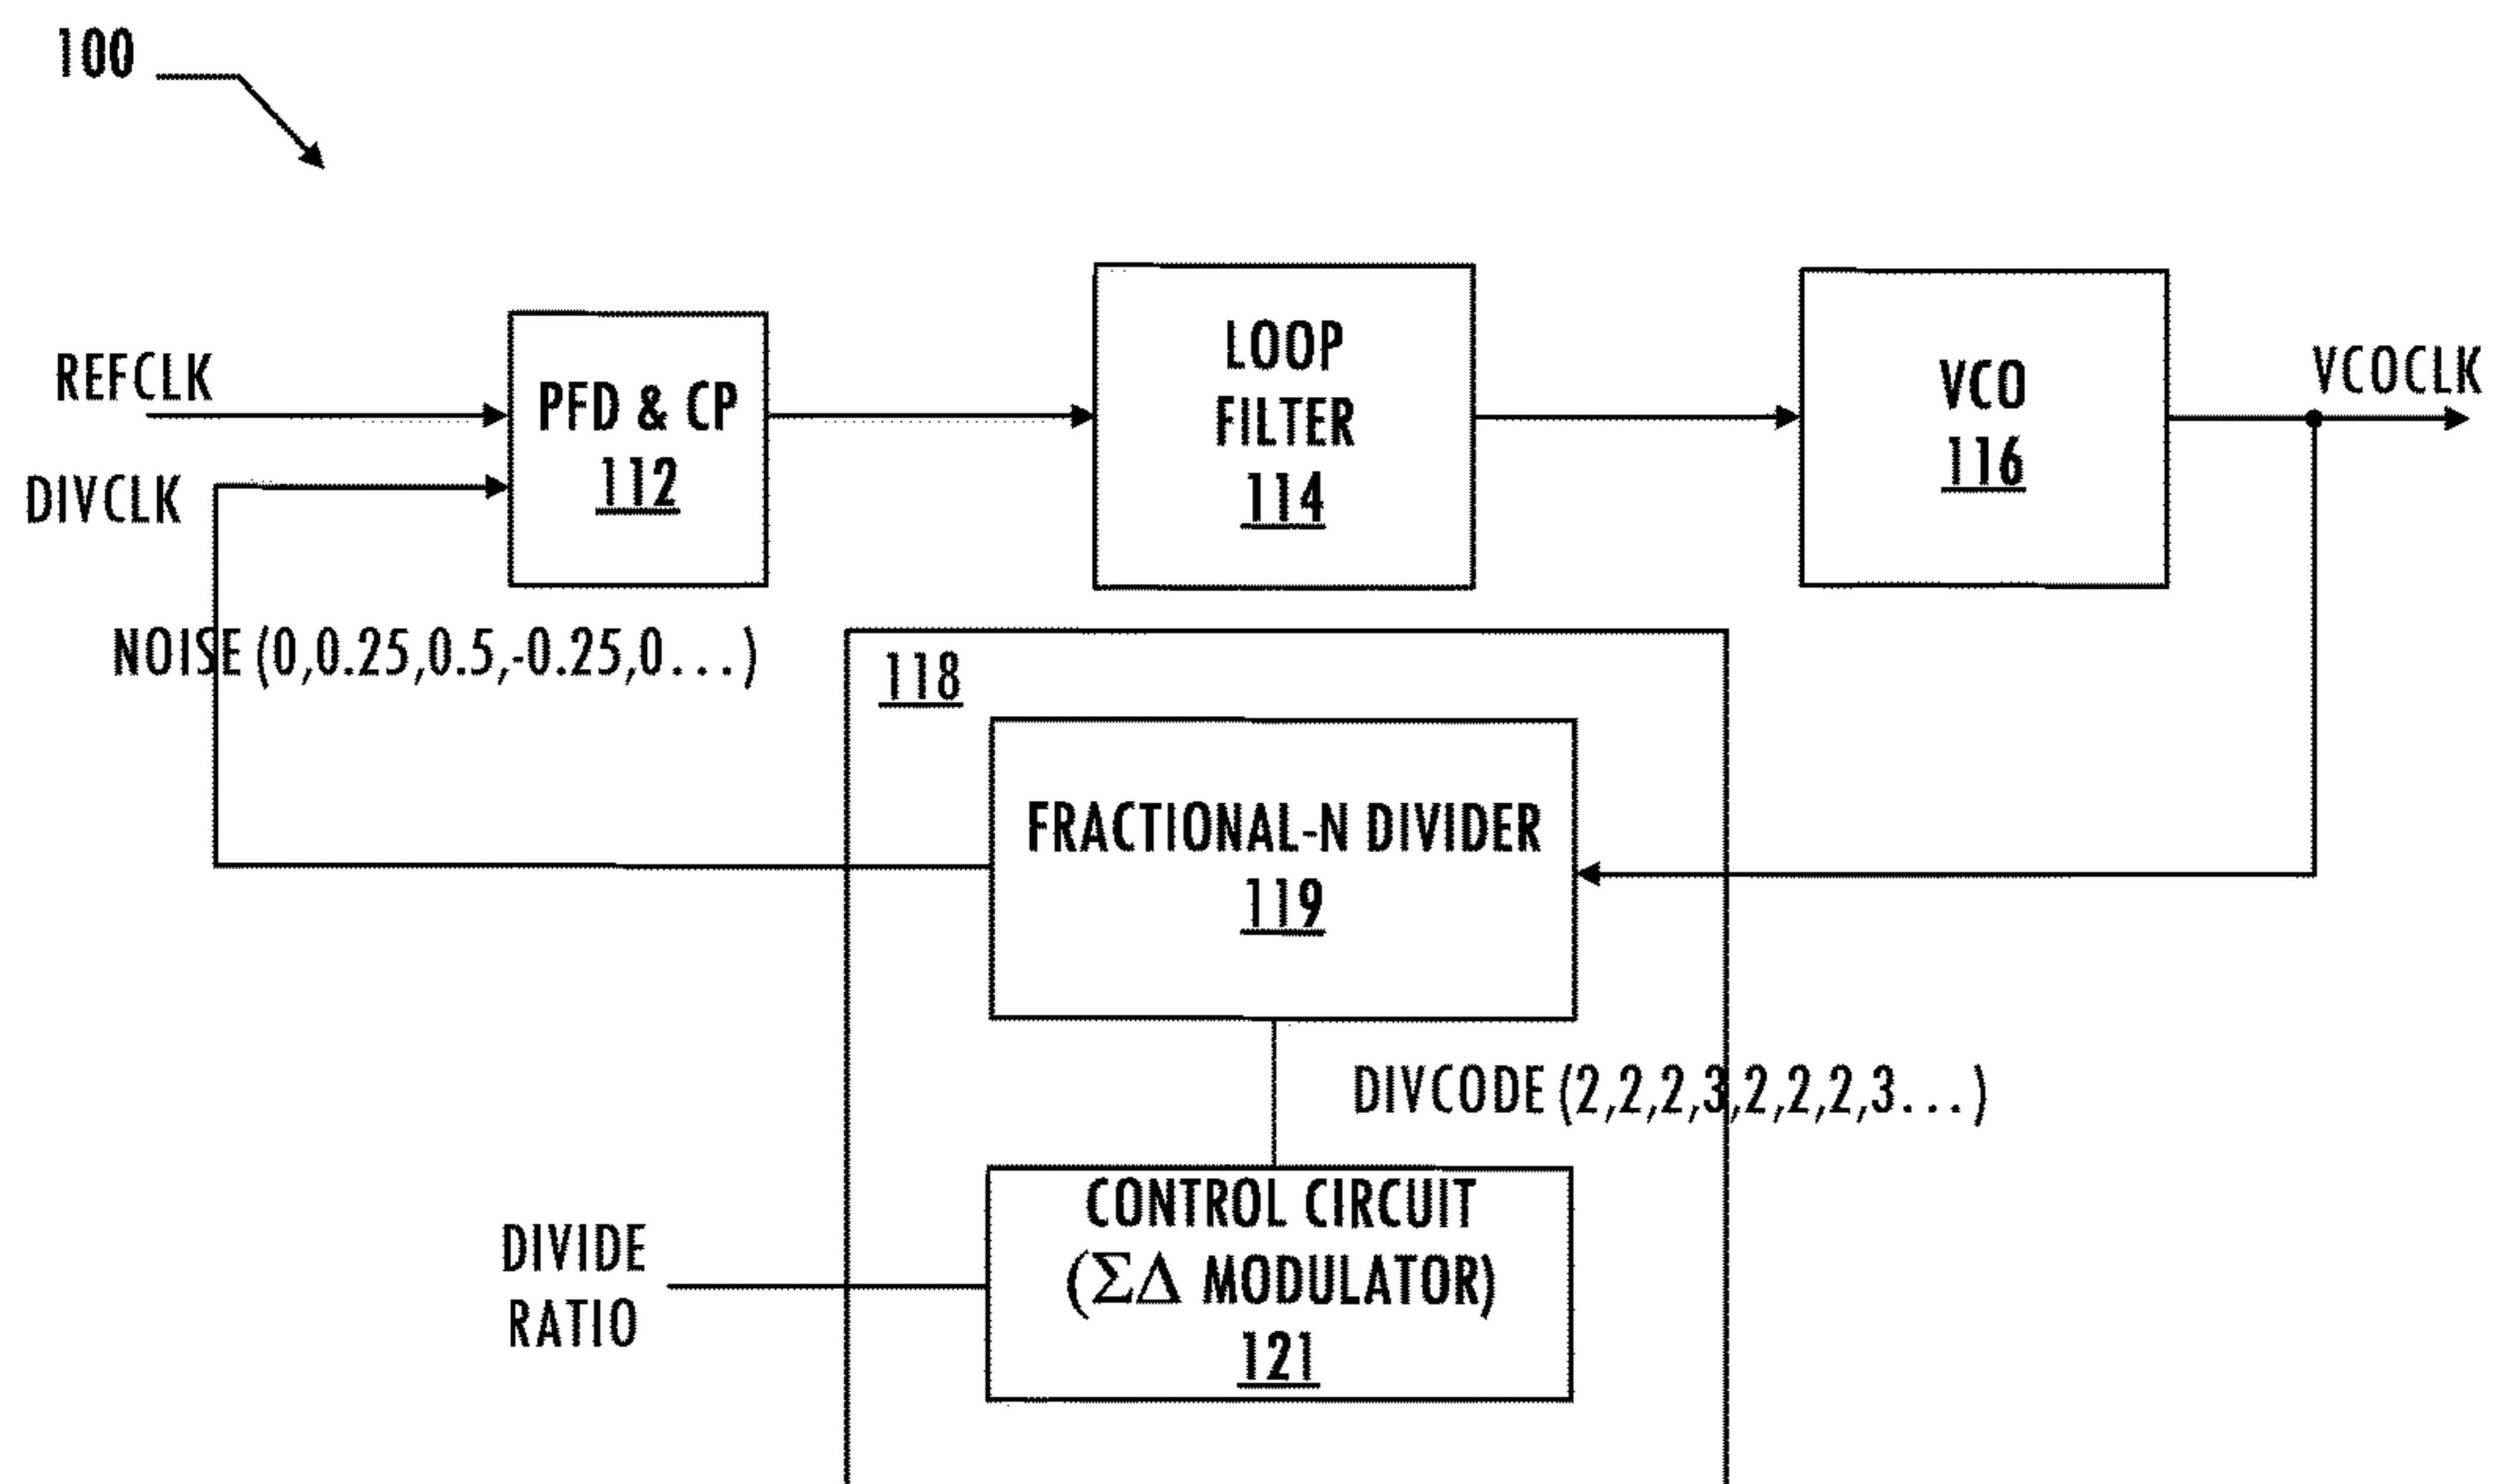 100
REFCLK
DIVCLK
PFD & CP
112
LOOP
FILTER
114
VCO
116
VCOCLK
NOISE (0,0.25,0.5,-0.25,0...)
118
FRACTIONAL-N DIVIDER
119
DIVCODE (2,2,2,3,2,2,2,3...)
DIVIDE
RATIO
CONTROL CIRCUIT
(ΣΔ MODULATOR)
121